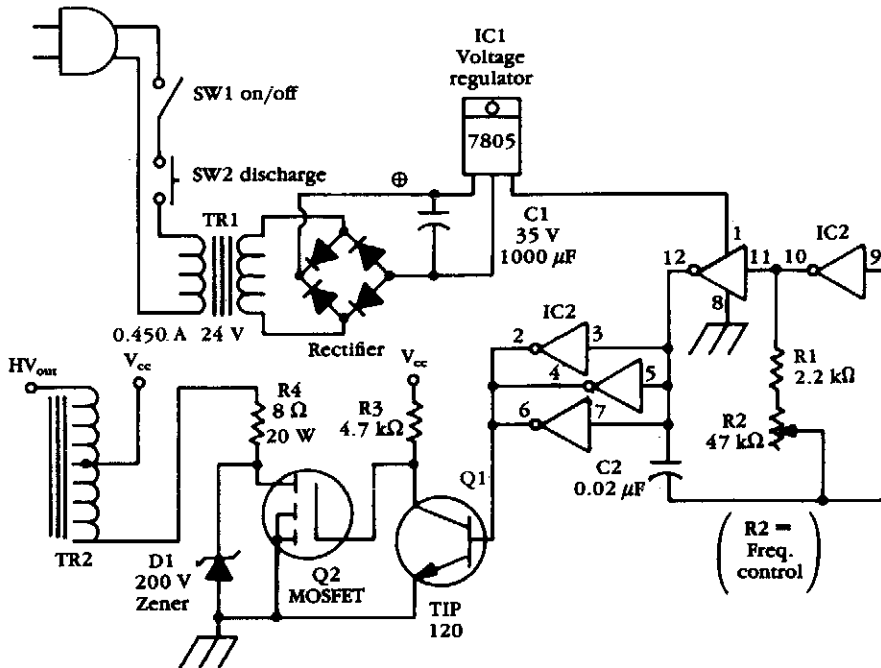 IC1
Voltage
regulator
7805
SW1 on/off
SW2 discharge
⊕
TR1
C1
35 V
1000 μF
1
12
11
10
IC2
9
8
0.450 A
24 V
Rectifier
IC2
2
3
4
5
6
7
R1
2.2 kΩ
R2
47 kΩ
HVout
Vcc
Vcc
R4
8 Ω
20 W
R3
4.7 kΩ
Q1
C2
0.02 μF
TR2
D1
200 V
Zener
Q2
MOSFET
TIP
120
(R2 =
Freq.
control)